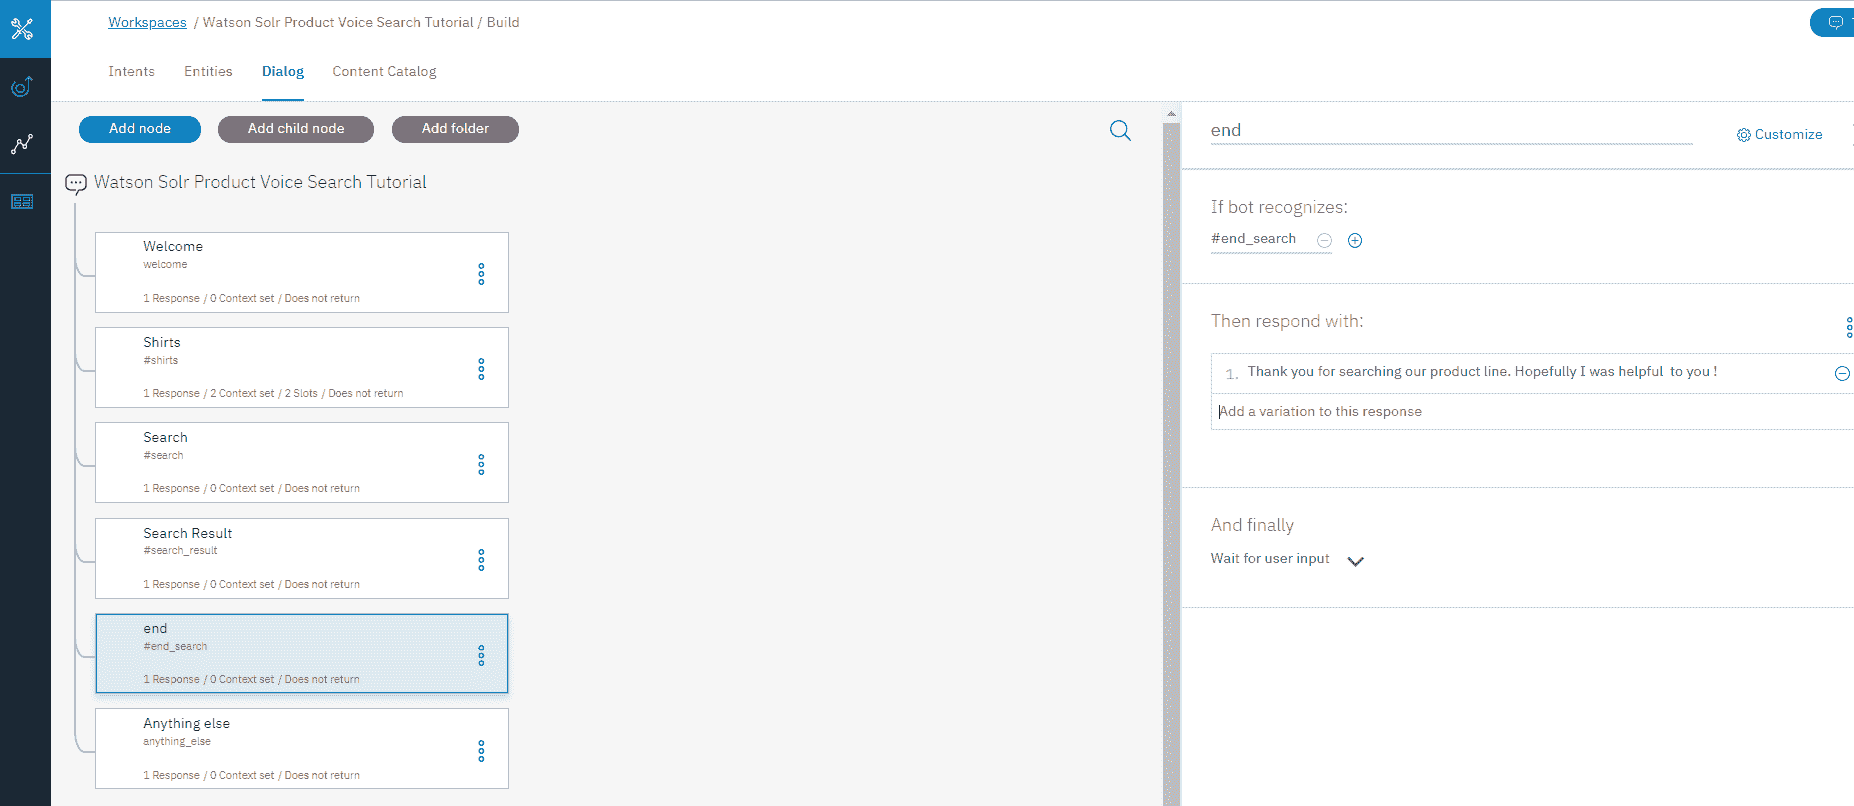 Workspaces / Watson Solr Product Voice Search Tutorial / Build
Intents Entities Dialog Content Catalog
Add node Add child node Add folder
Watson Solr Product Voice Search Tutorial
Welcome
welcome
1 Response / 0 Context set / Does not return
Shirts
#shirts
1 Response / 2 Context set / 2 Slots / Does not return
Search
#search
1 Response / 0 Context set / Does not return
Search Result
#search_result
1 Response / 0 Context set / Does not return
end
#end_search
1 Response / 0 Context set / Does not return
Anything else
anything_else
1 Response / 0 Context set / Does not return
end
Customize
If bot recognizes:
#end_search
Then respond with:
1. Thank you for searching our product line. Hopefully I was helpful to you !
Add a variation to this response
And finally
Wait for user input